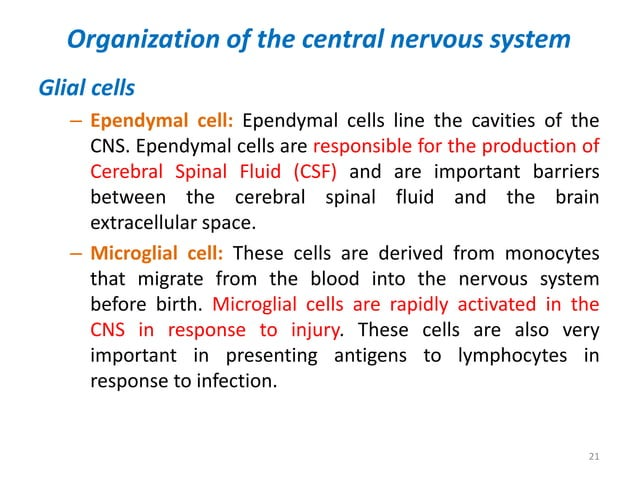 Organization of the central nervous system
Glial cells
– Ependymal cell: Ependymal cells line the cavities of the
CNS. Ependymal cells are responsible for the production of
Cerebral Spinal Fluid (CSF) and are important barriers
between the cerebral spinal fluid and the brain
extracellular space.
– Microglial cell: These cells are derived from monocytes
that migrate from the blood into the nervous system
before birth. Microglial cells are rapidly activated in the
CNS in response to injury. These cells are also very
important in presenting antigens to lymphocytes in
response to infection.
21